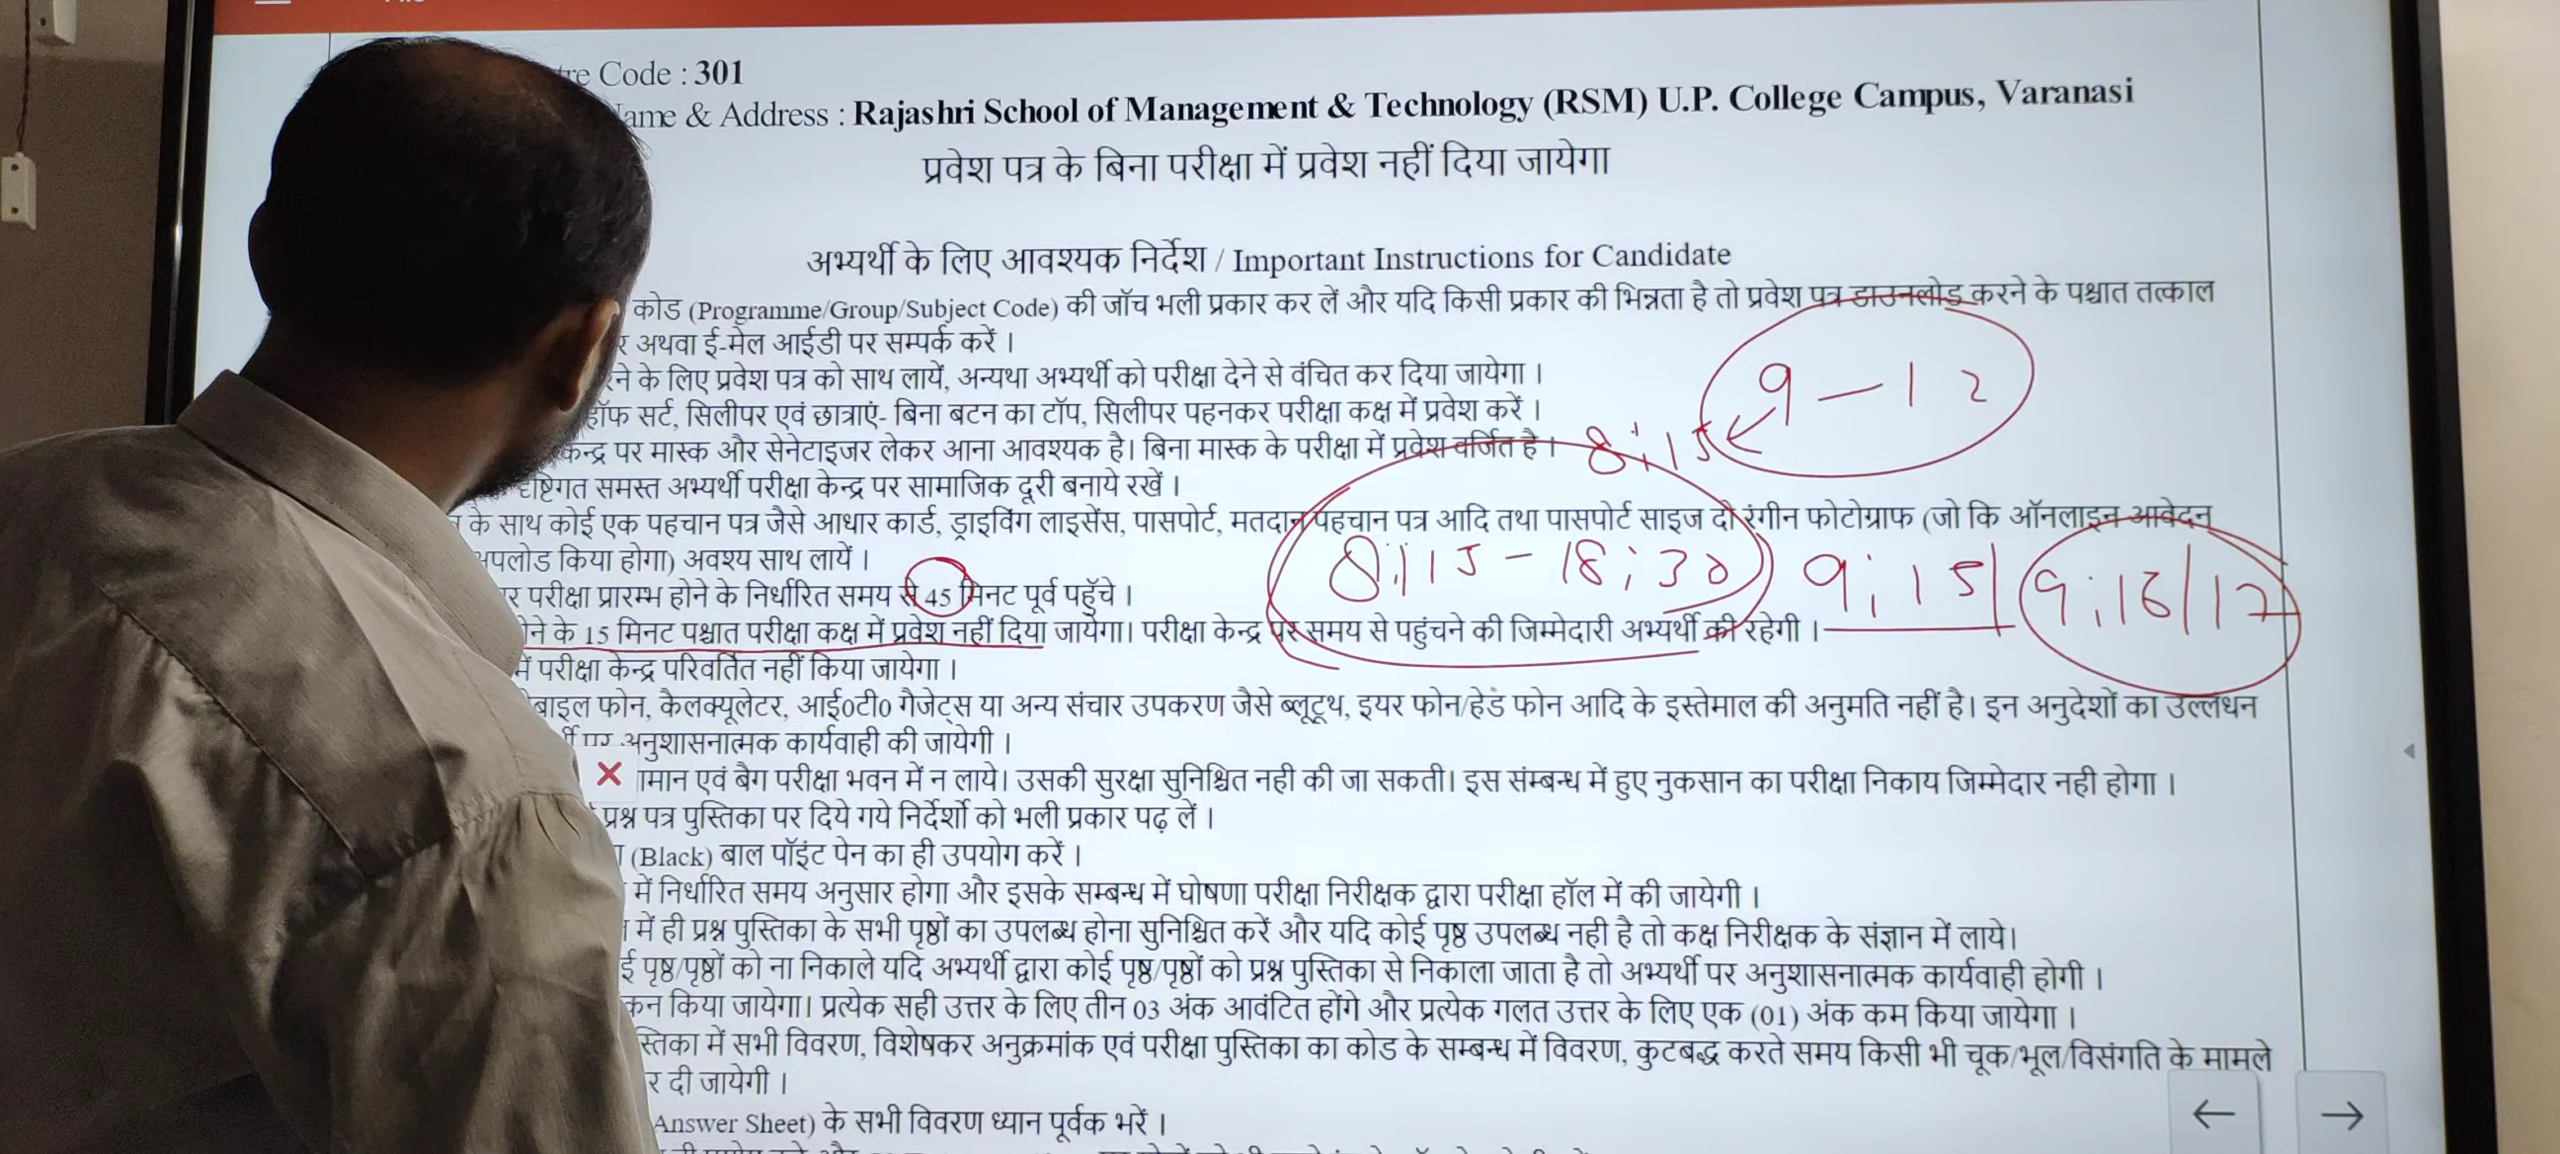 Code : 301
& Address : Rajashri School of Management & Technology (RSM) U.P. College Campus, Varanasi
प्रवेश पत्र के बिना परीक्षा में प्रवेश नहीं दिया जायेगा
अभ्यर्थी के लिए आवश्यक निर्देश / Important Instructions for Candidate
कोड (Programme/Group/Subject Code) की जॉच भली प्रकार कर लें और यदि किसी प्रकार की भिन्नता है तो प्रवेश पत्र डाउनलोड करने के पश्चात तत्काल
अथवा ई-मेल आईडी पर सम्पर्क करें ।
के लिए प्रवेश पत्र को साथ लायें, अन्यथा अभ्यर्थी को परीक्षा देने से वंचित कर दिया जायेगा ।
9 - 12
हॉफ सर्ट, सिलीपर एवं छात्राएं- बिना बटन का टॉप, सिलीपर पहनकर परीक्षा कक्ष में प्रवेश करें ।
केन्द्र पर मास्क और सेनेटाइजर लेकर आना आवश्यक है। बिना मास्क के परीक्षा में प्रवेश वर्जित है ।
8:15
समस्त अभ्यर्थी परीक्षा केन्द्र पर सामाजिक दूरी बनाये रखें ।
के साथ कोई एक पहचान पत्र जैसे आधार कार्ड, ड्राइविंग लाइसेंस, पासपोर्ट, मतदान पहचान पत्र आदि तथा पासपोर्ट साइज दो रंगीन फोटोग्राफ (जो कि ऑनलाइन आवेदन
अपलोड किया होगा) अवश्य साथ लायें ।
8:15 - 18:30
9:15
9:16/17
परीक्षा प्रारम्भ होने के निर्धारित समय से 45 मिनट पूर्व पहुँचे ।
के 15 मिनट पश्चात परीक्षा कक्ष में प्रवेश नहीं दिया जायेगा। परीक्षा केन्द्र पर समय से पहुंचने की जिम्मेदारी अभ्यर्थी की रहेगी ।
में परीक्षा केन्द्र परिवर्तित नहीं किया जायेगा ।
फोन, कैलक्यूलेटर, आई0टी0 गैजेट्स या अन्य संचार उपकरण जैसे ब्लूटूथ, इयर फोन/हेडं फोन आदि के इस्तेमाल की अनुमति नहीं है। इन अनुदेशों का उल्लंधन
पर अनुशासनात्मक कार्यवाही की जायेगी ।
एवं बैग परीक्षा भवन में न लाये। उसकी सुरक्षा सुनिश्चित नही की जा सकती। इस सम्बन्ध में हुए नुकसान का परीक्षा निकाय जिम्मेदार नही होगा ।
प्रश्न पत्र पुस्तिका पर दिये गये निर्देर्शो को भली प्रकार पढ़ लें ।
(Black) बाल पॉइंट पेन का ही उपयोग करें ।
में निर्धारित समय अनुसार होगा और इसके सम्बन्ध में घोषणा परीक्षा निरीक्षक द्वारा परीक्षा हॉल में की जायेगी ।
में ही प्रश्न पुस्तिका के सभी पृष्ठों का उपलब्ध होना सुनिश्चित करें और यदि कोई पृष्ठ उपलब्ध नही है तो कक्ष निरीक्षक के संज्ञान में लाये।
पृष्ठ/पृष्ठों को ना निकाले यदि अभ्यर्थी द्वारा कोई पृष्ठ/पृष्ठों को प्रश्न पुस्तिका से निकाला जाता है तो अभ्यर्थी पर अनुशासनात्मक कार्यवाही होगी ।
किया जायेगा। प्रत्येक सही उत्तर के लिए तीन 03 अंक आवंटित होंगे और प्रत्येक गलत उत्तर के लिए एक (01) अंक कम किया जायेगा ।
में सभी विवरण, विशेषकर अनुक्रमांक एवं परीक्षा पुस्तिका का कोड के सम्बन्ध में विवरण, कुटबद्ध करते समय किसी भी चूक/भूल/विसंगति के मामले
दी जायेगी ।
Answer Sheet) के सभी विवरण ध्यान पूर्वक भरें ।